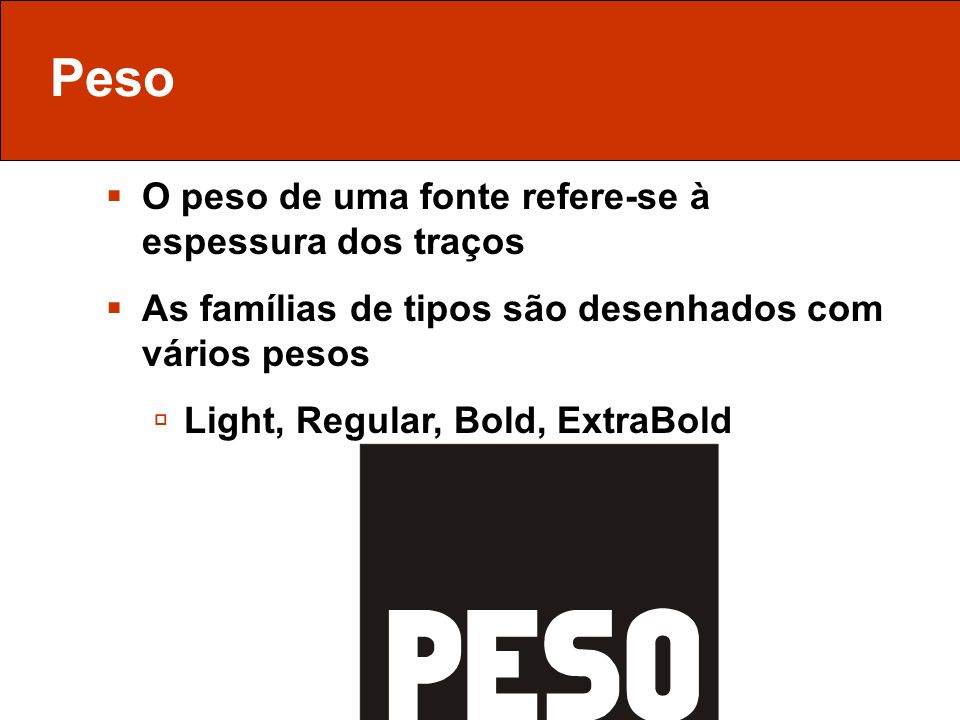 Peso
O peso de uma fonte refere-se à
espessura dos traços
As famílias de tipos são desenhados com
vários pesos
Light, Regular, Bold, ExtraBold
PESO